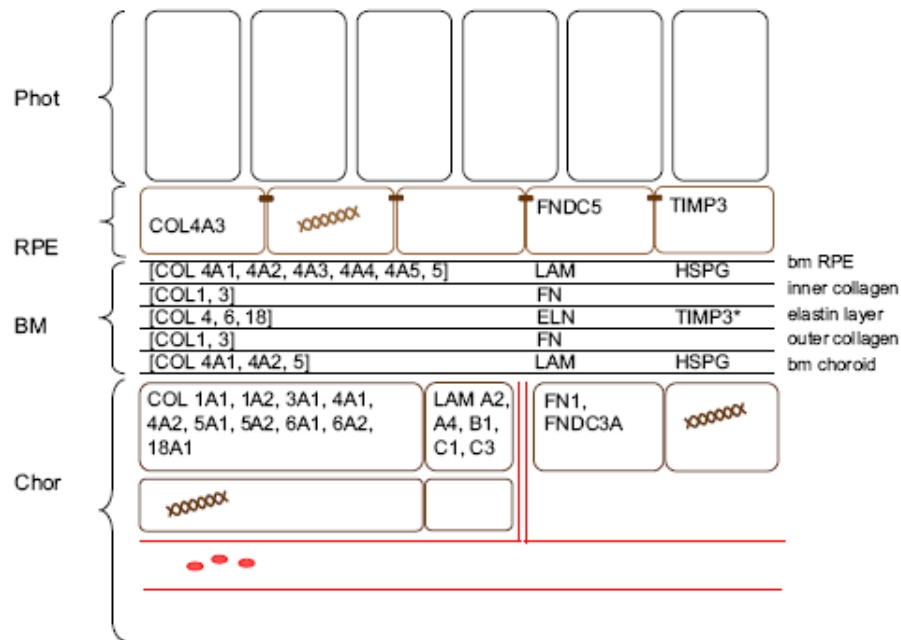 Phot
RPE
COL4A3
XXXXXXX
FNDC5
TIMP3
BM
[COL 4A1, 4A2, 4A3, 4A4, 4A5, 5] LAM HSPG bm RPE
[COL1, 3] FN inner collagen
[COL 4, 6, 18] ELN TIMP3* elastin layer
[COL1, 3] FN outer collagen
[COL 4A1, 4A2, 5] LAM HSPG bm choroid
Chor
COL 1A1, 1A2, 3A1, 4A1,
4A2, 5A1, 5A2, 6A1, 6A2,
18A1
LAM A2,
A4, B1,
C1, C3
FN1,
FNDC3A
XXXXXXX
XXXXXXX